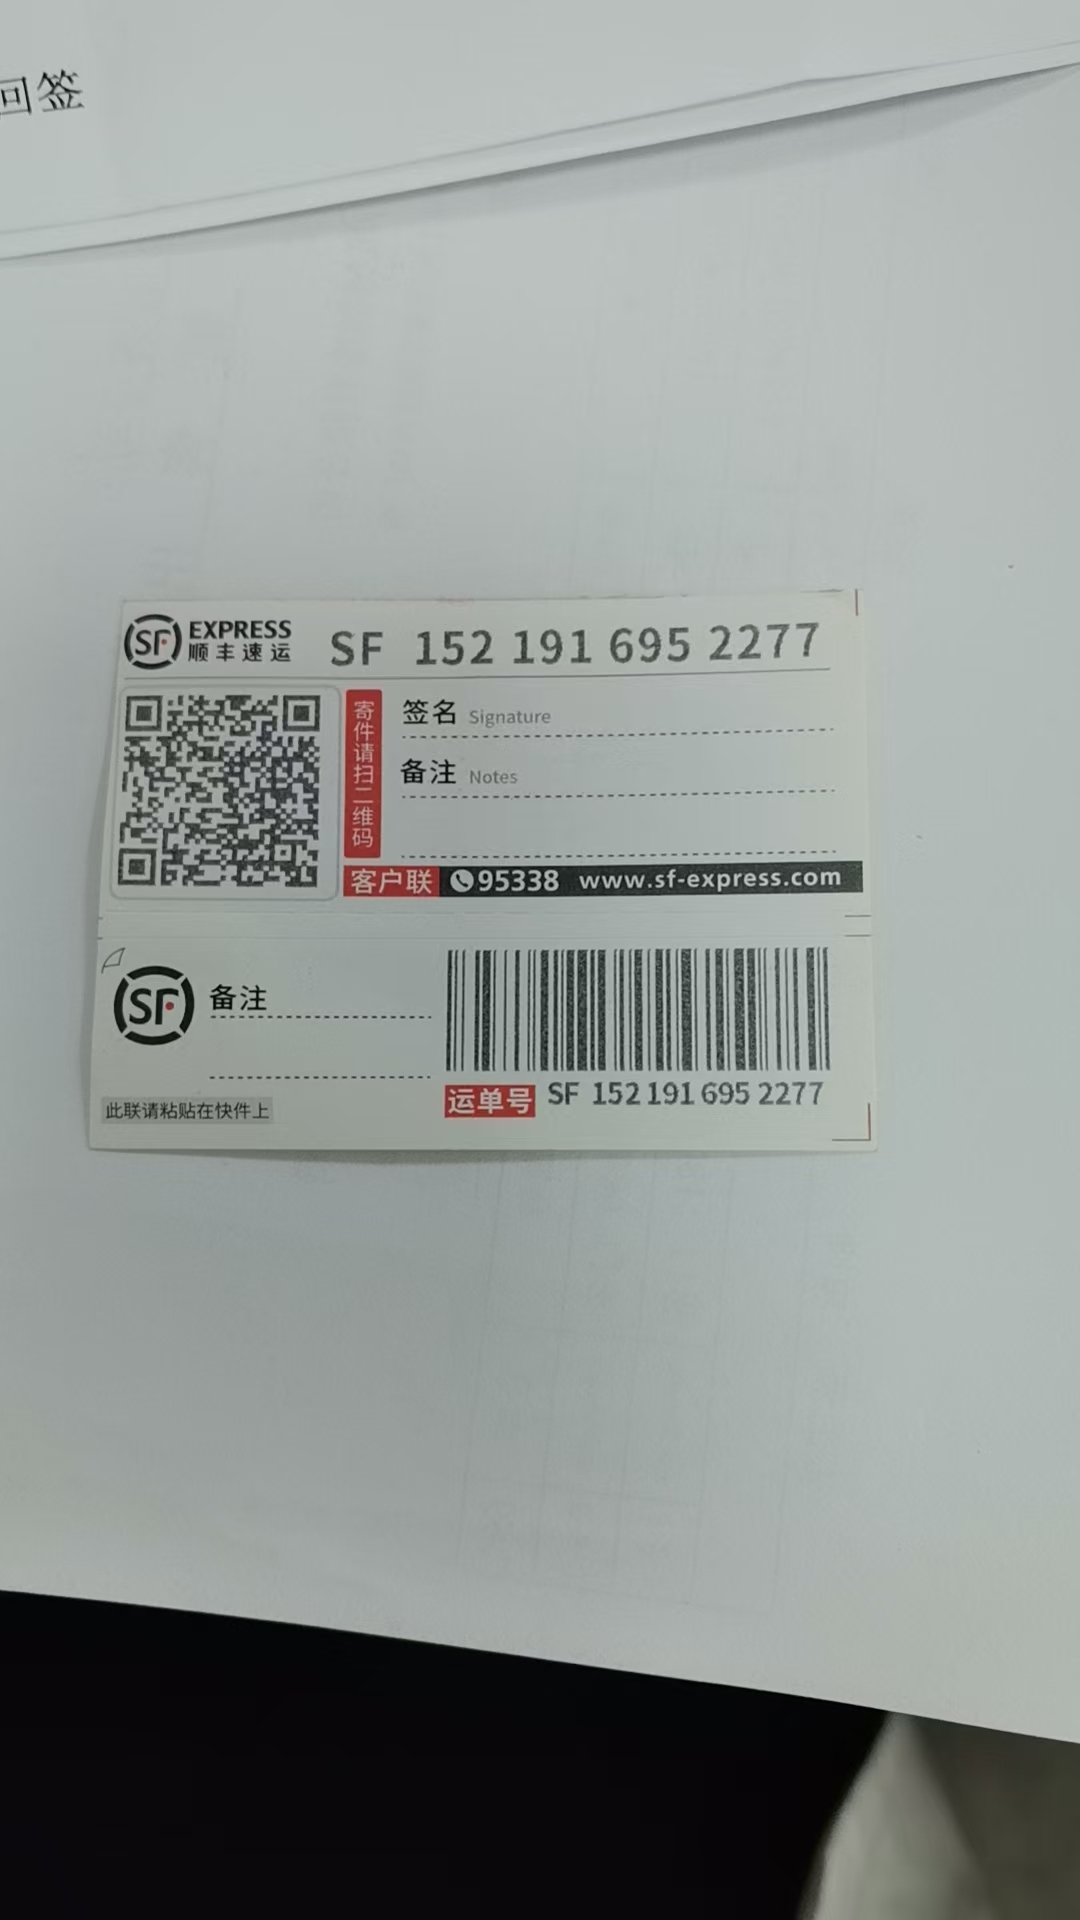 回签
SF EXPRESS
顺丰速运
SF 152 191 695 2277
寄件请扫二维码
签名 Signature
备注 Notes
客户联 95338 www.sf-express.com
SF 备注
此联请粘贴在快件上
运单号 SF 152 191 695 2277